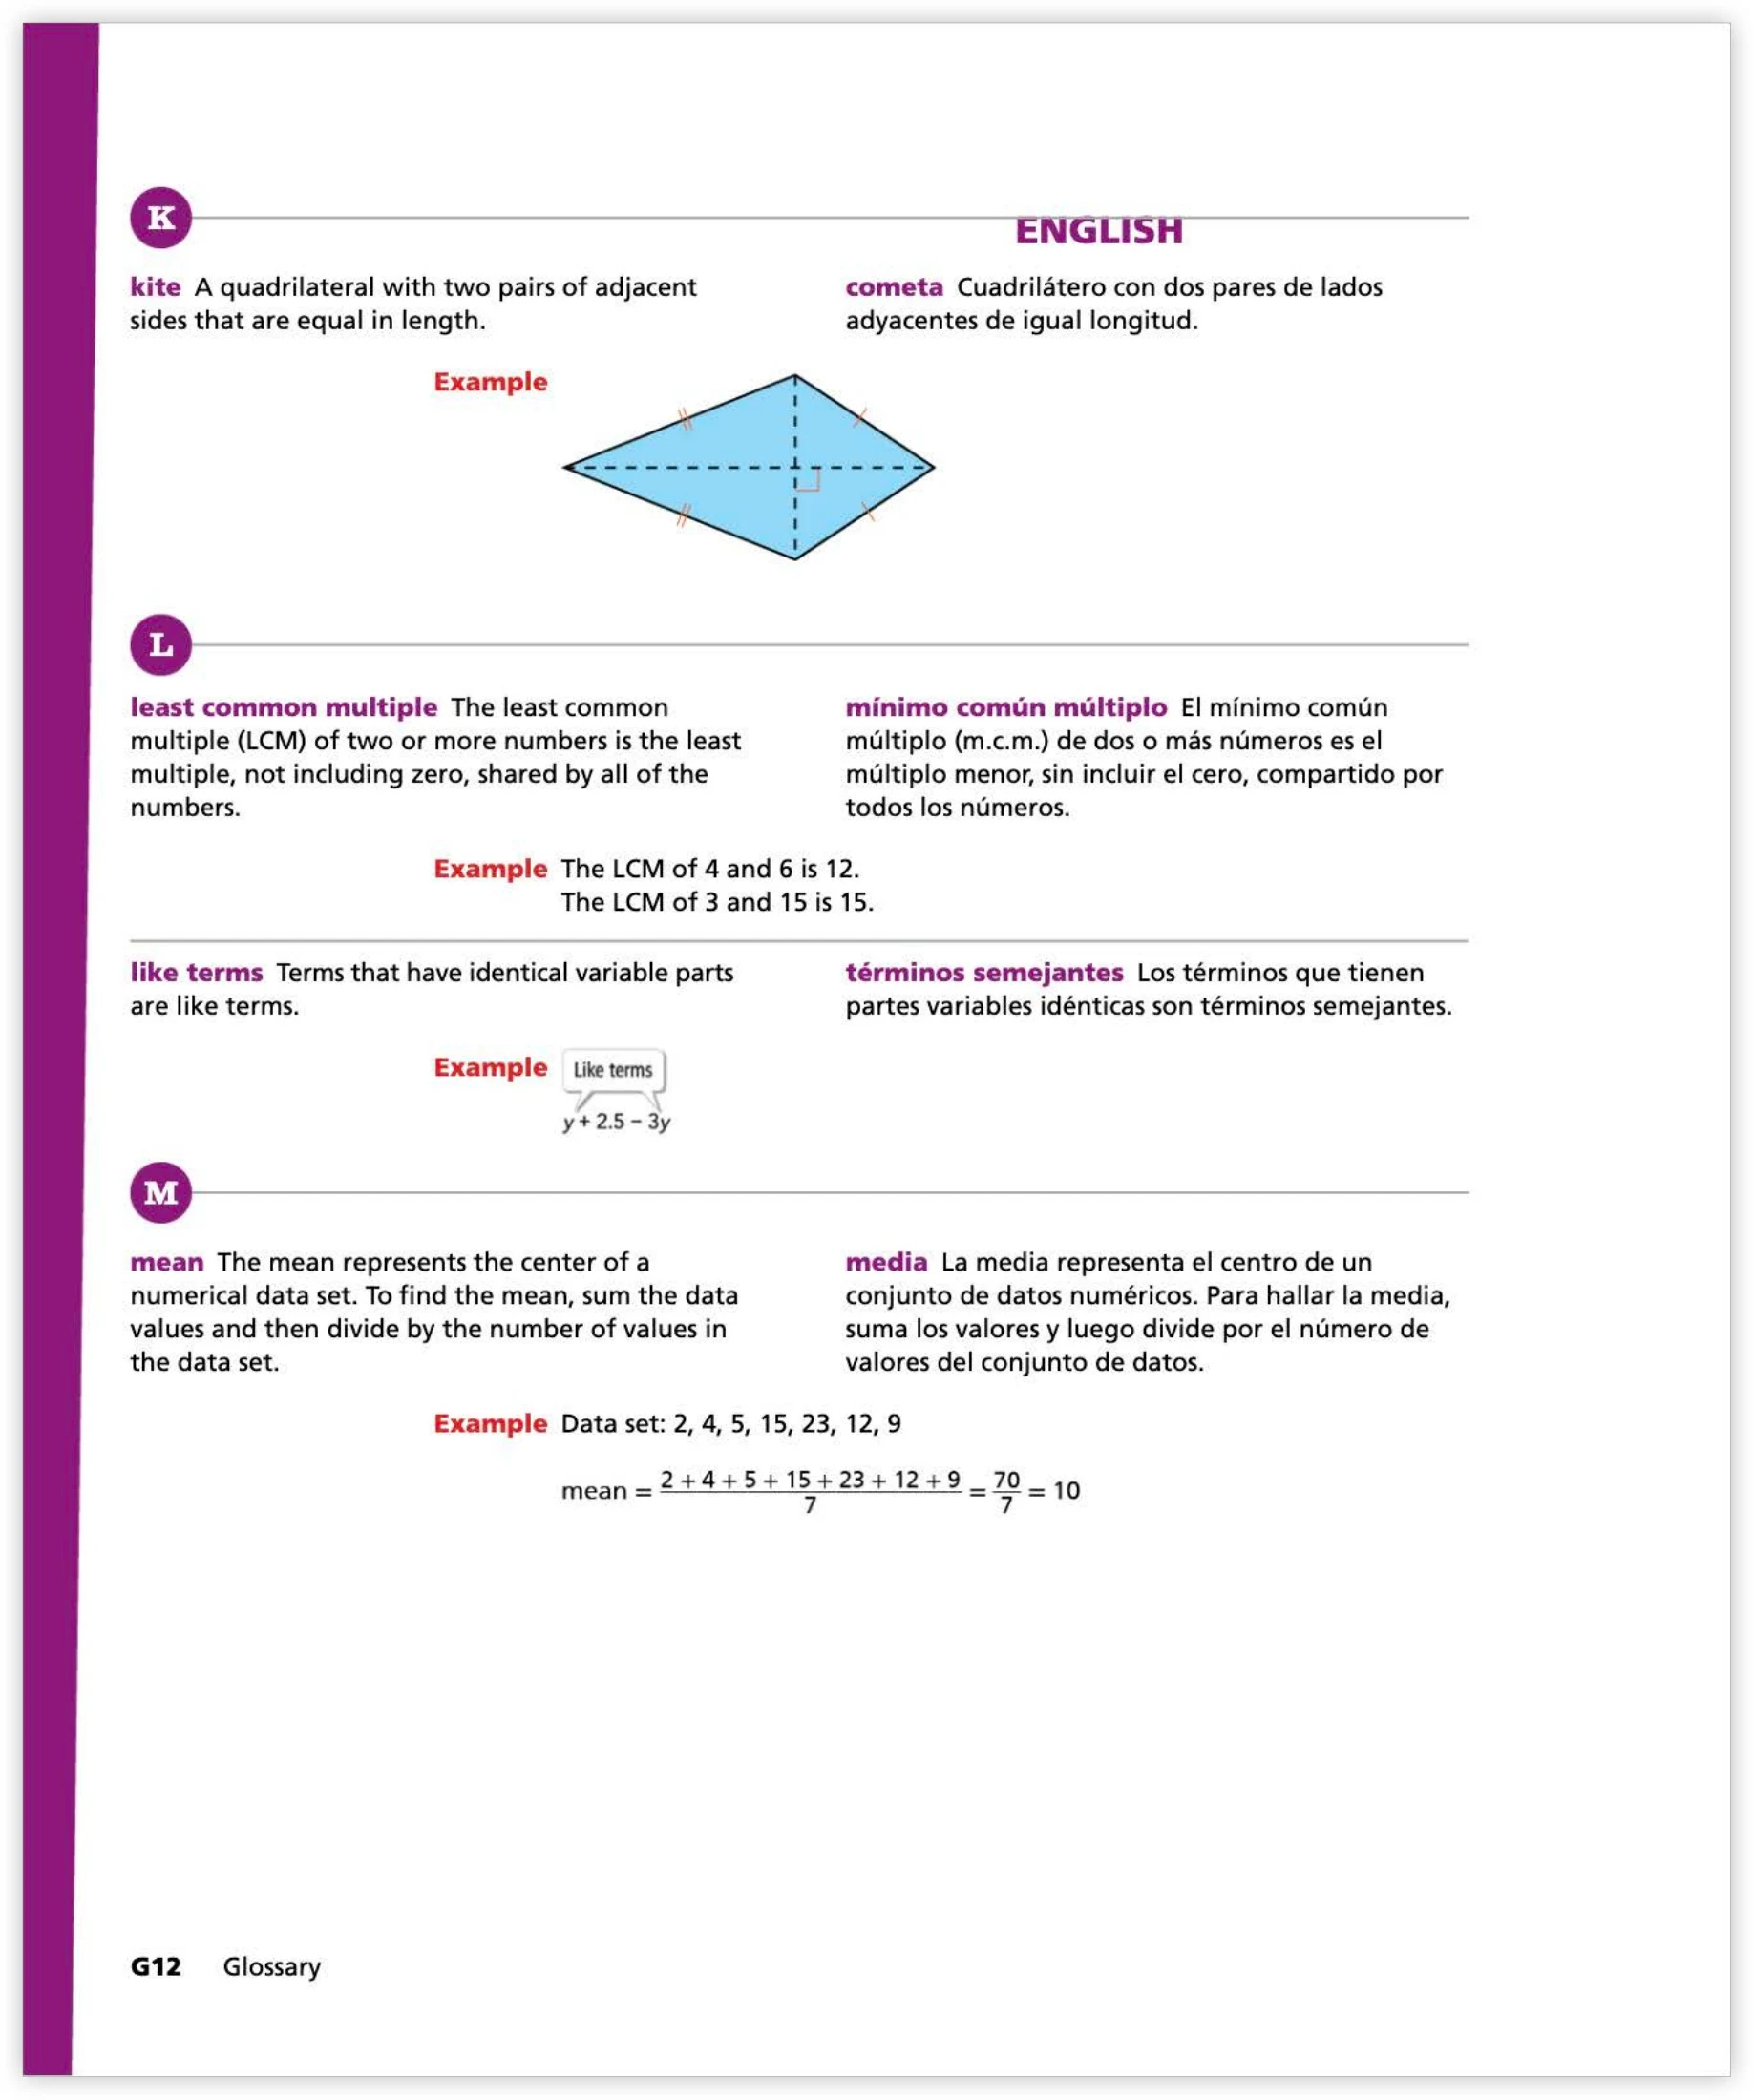 K
ENGLISH
kite A quadrilateral with two pairs of adjacent
sides that are equal in length.
cometa Cuadrilátero con dos pares de lados
adyacentes de igual longitud.
Example
L
least common multiple The least common
multiple (LCM) of two or more numbers is the least
multiple, not including zero, shared by all of the
numbers.
mínimo común múltiplo El mínimo común
múltiplo (m.c.m.) de dos o más números es el
múltiplo menor, sin incluir el cero, compartido por
todos los números.
Example The LCM of 4 and 6 is 12.
The LCM of 3 and 15 is 15.
like terms Terms that have identical variable parts
are like terms.
términos semejantes Los términos que tienen
partes variables idénticas son términos semejantes.
Example Like terms
y + 2.5 − 3y
M
mean The mean represents the center of a
numerical data set. To find the mean, sum the data
values and then divide by the number of values in
the data set.
media La media representa el centro de un
conjunto de datos numéricos. Para hallar la media,
suma los valores y luego divide por el número de
valores del conjunto de datos.
Example Data set: 2, 4, 5, 15, 23, 12, 9
mean = 2 + 4 + 5 + 15 + 23 + 12 + 9 / 7 = 70 / 7 = 10
G12 Glossary